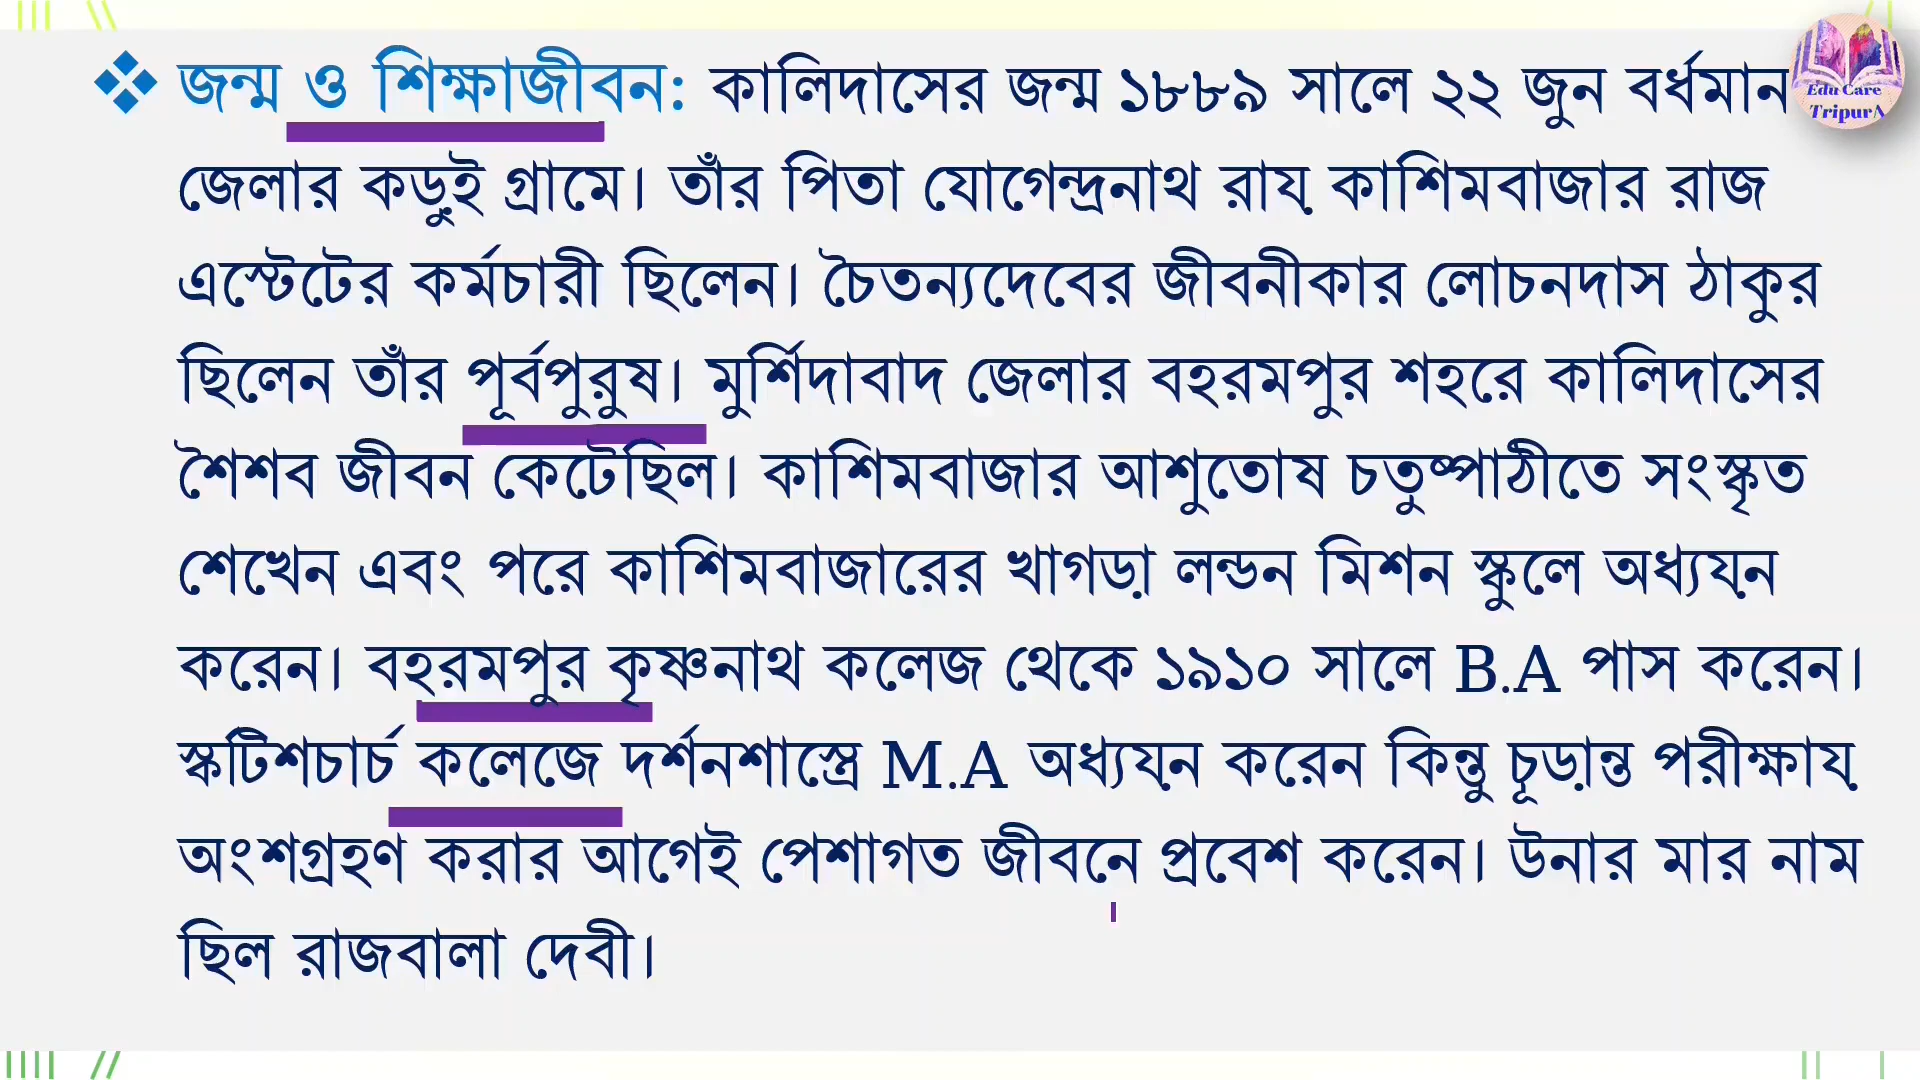 ❖ জন্ম ও শিক্ষাজীবন: কালিদাসের জন্ম ১৮৮৯ সালে ২২ জুন বর্ধমান
Edu Care
TripurA
জেলার কড়ুই গ্রামে। তাঁর পিতা যোগেন্দ্রনাথ রায় কাশিমবাজার রাজ
এস্টেটের কর্মচারী ছিলেন। চৈতন্যদেবের জীবনীকার লোচনদাস ঠাকুর
ছিলেন তাঁর পূর্বপুরুষ। মুর্শিদাবাদ জেলার বহরমপুর শহরে কালিদাসের
শৈশব জীবন কেটেছিল। কাশিমবাজার আশুতোষ চতুষ্পাঠীতে সংস্কৃত
শেখেন এবং পরে কাশিমবাজারের খাগড়া লন্ডন মিশন স্কুলে অধ্যয়ন
করেন। বহরমপুর কৃষ্ণনাথ কলেজ থেকে ১৯১০ সালে B.A পাস করেন।
স্কটিশচার্চ কলেজে দর্শনশাস্ত্রে M.A অধ্যয়ন করেন কিন্তু চূড়ান্ত পরীক্ষায়
অংশগ্রহণ করার আগেই পেশাগত জীবনে প্রবেশ করেন। উনার মার নাম
ছিল রাজবালা দেবী।